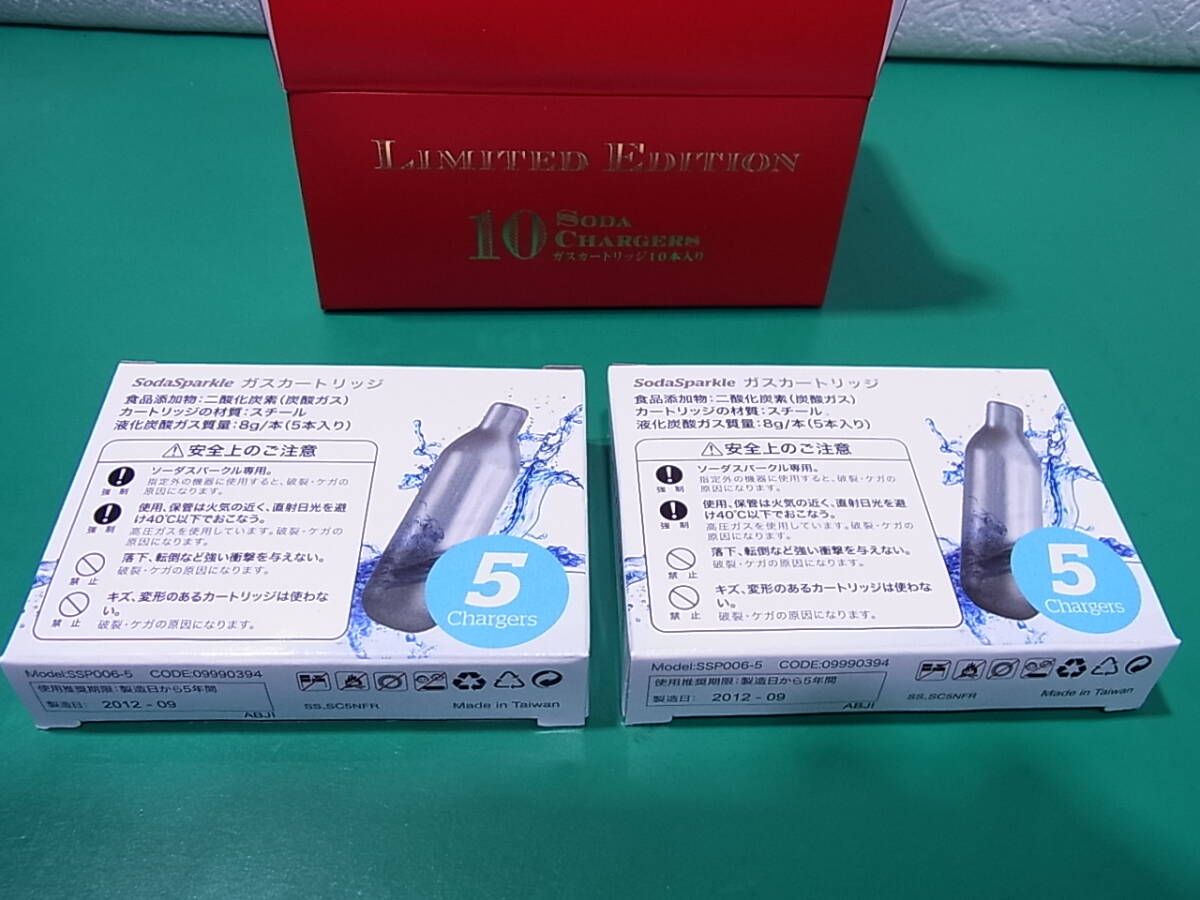 LIMITED EDITION
10 SODA
CHARGERS
ガスカートリッジ10本入り
SodaSparkle ガスカートリッジ
食品添加物:二酸化炭素(炭酸ガス)
カートリッジの材質:スチール
液化炭酸ガス質量:8g/本(5本入り)
安全上のご注意
ソーダスパークル専用。
指定外の機器に使用すると、破裂・ケガの
原因になります。
強制
使用、保管は火気の近く、直射日光を避
け40℃以下でおこなう。
高圧ガスを使用しています。破裂・ケガの
原因になります。
強制
落下、転倒など強い衝撃を与えない。
破裂・ケガの原因になります。
禁止
キズ、変形のあるカートリッジは使わな
い。
破裂・ケガの原因になります。
禁止
5
Chargers
Model:SSP006-5 CODE:09990394
使用推奨期限:製造日から5年間
製造日: 2012-09
ABJI
SS_SC5NFR
Made in Taiwan
SodaSparkle ガスカートリッジ
食品添加物:二酸化炭素(炭酸ガス)
カートリッジの材質:スチール
液化炭酸ガス質量:8g/本(5本入り)
安全上のご注意
ソーダスパークル専用。
指定外の機器に使用すると、破裂・ケガの
原因になります。
強制
使用、保管は火気の近く、直射日光を避
け40℃以下でおこなう。
高圧ガスを使用しています。破裂・ケガの
原因になります。
強制
落下、転倒など強い衝撃を与えない。
破裂・ケガの原因になります。
禁止
キズ、変形のあるカートリッジは使わな
い。
破裂・ケガの原因になります。
禁止
5
Chargers
Model:SSP006-5 CODE:09990394
使用推奨期限:製造日から5年間
製造日: 2012-09
ABJI
SS_SC5NFR
Made in Taiwan